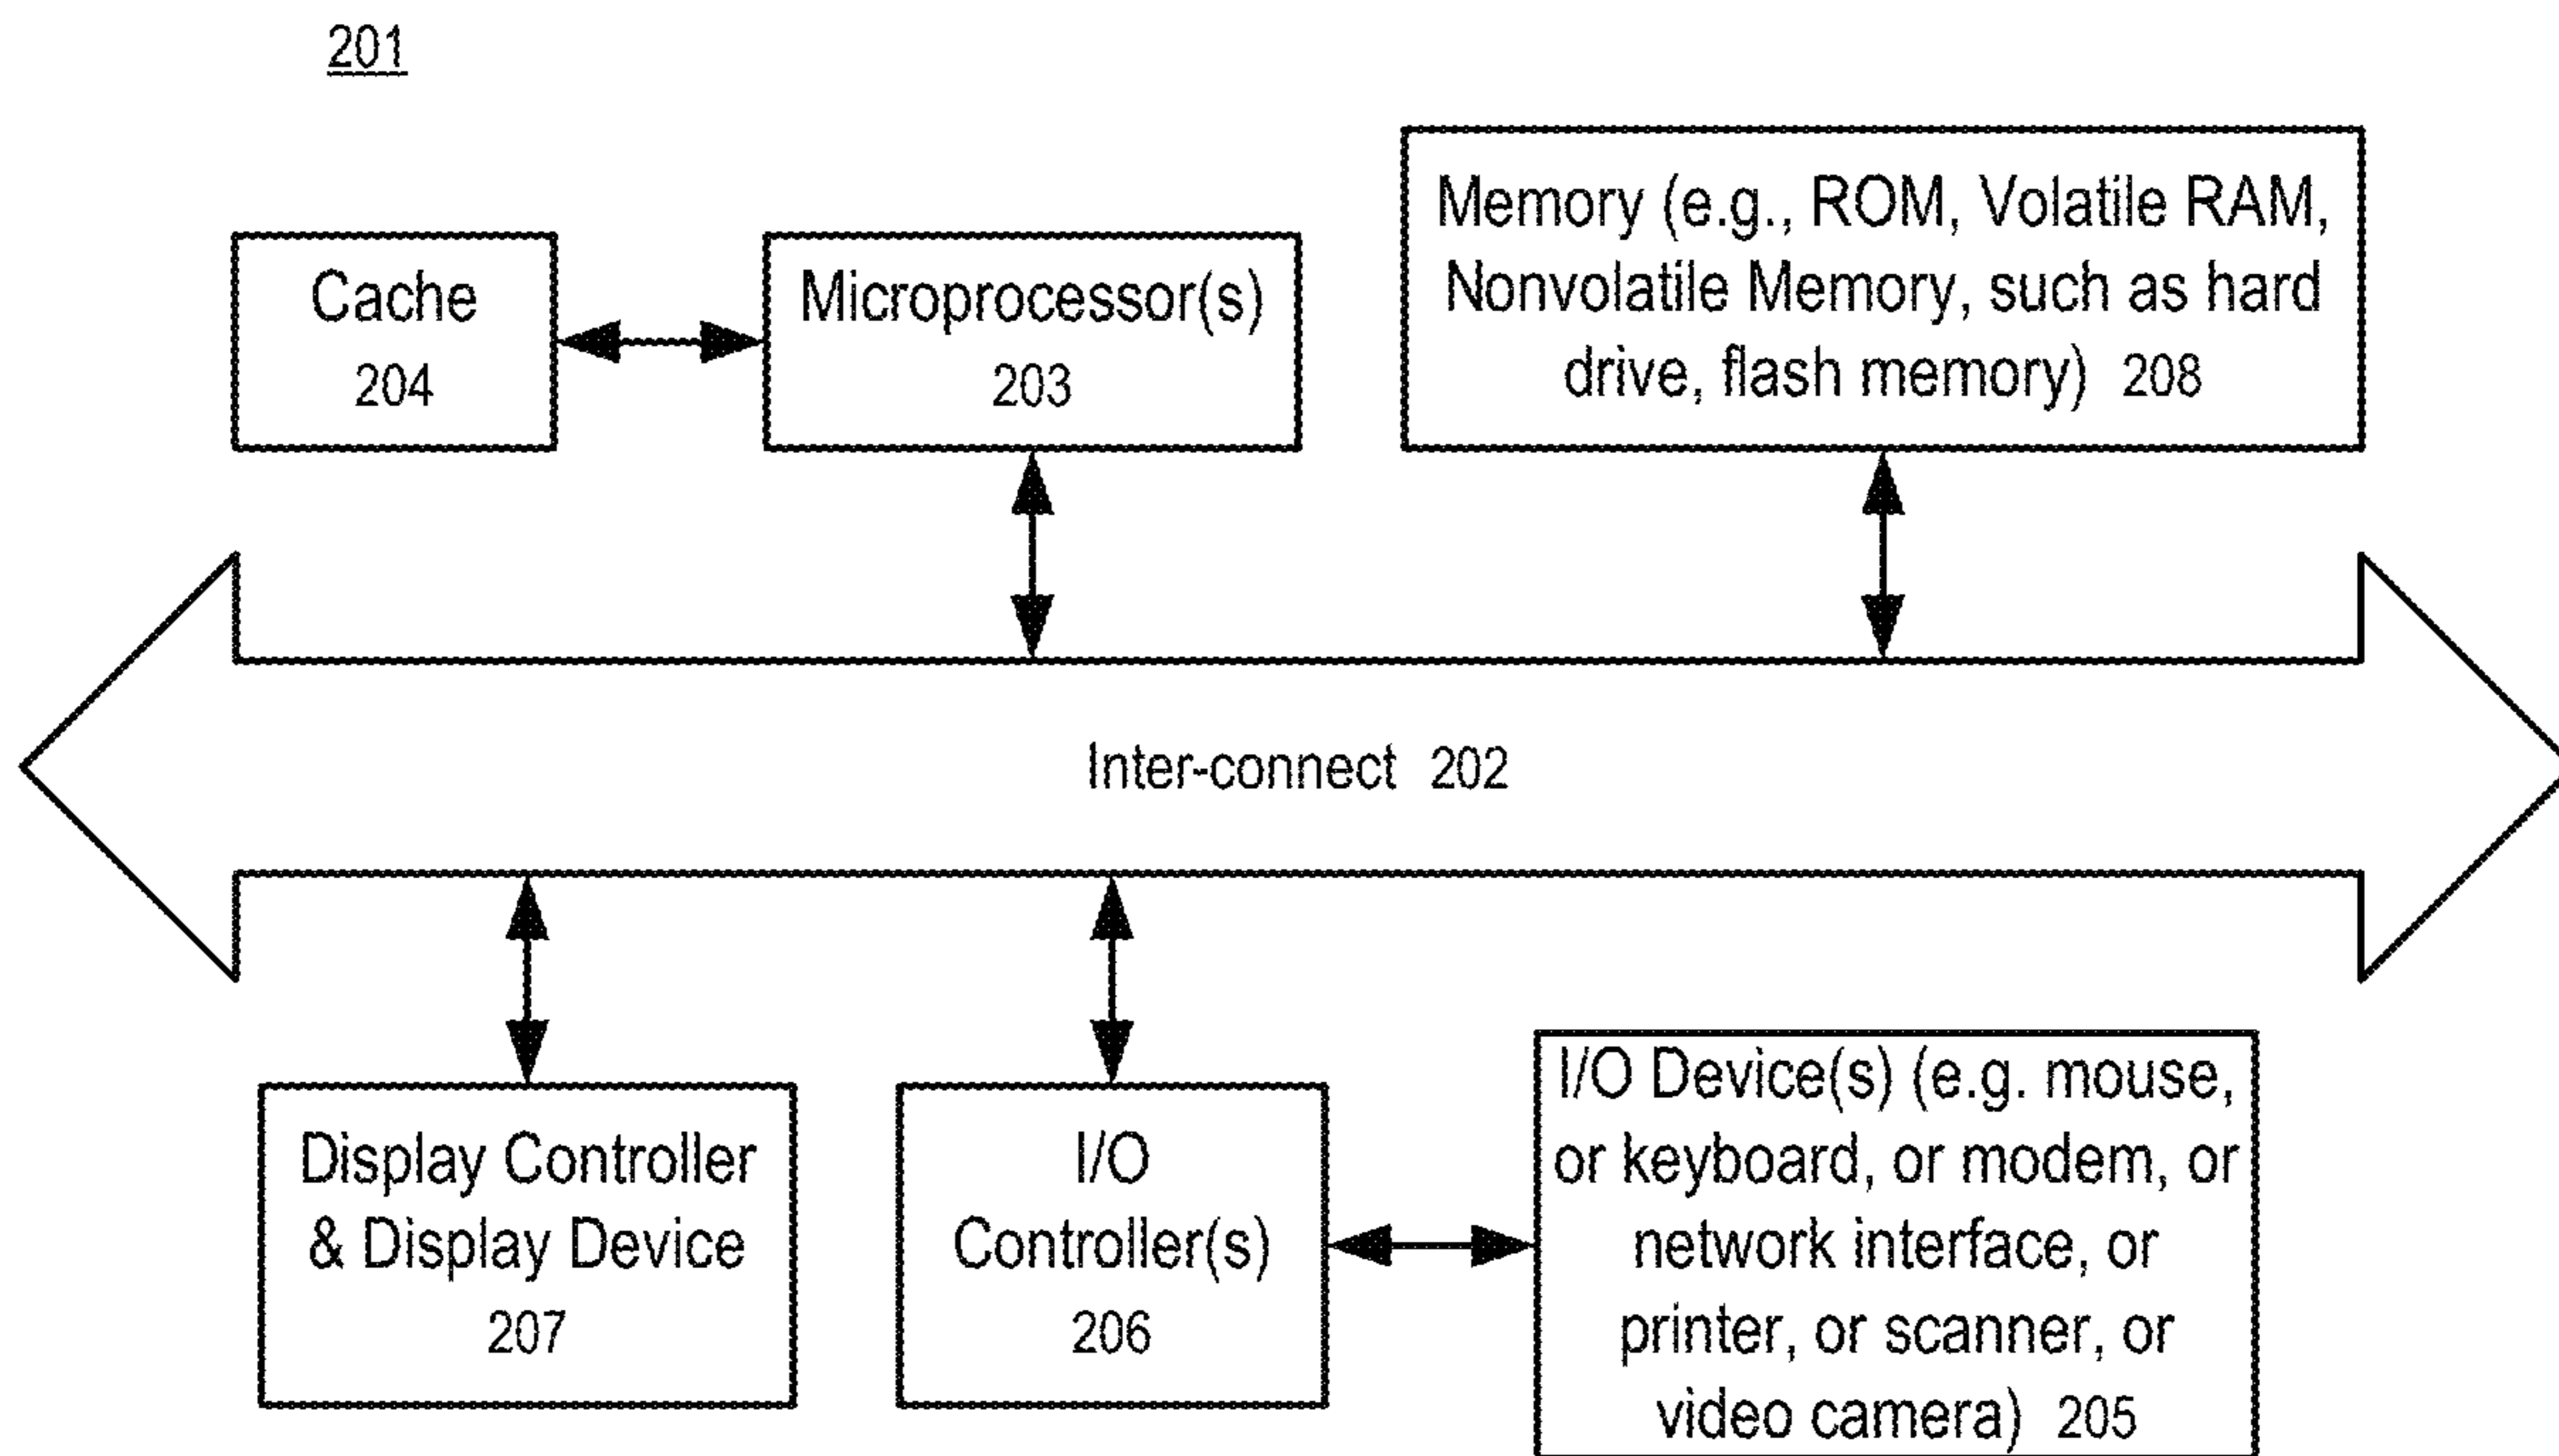 201
Cache
204
Microprocessor(s)
203
Memory (e.g., ROM, Volatile RAM,
Nonvolatile Memory, such as hard
drive, flash memory) 208
Inter-connect 202
Display Controller
& Display Device
207
I/O
Controller(s)
206
I/O Device(s) (e.g. mouse,
or keyboard, or modem, or
network interface, or
printer, or scanner, or
video camera) 205